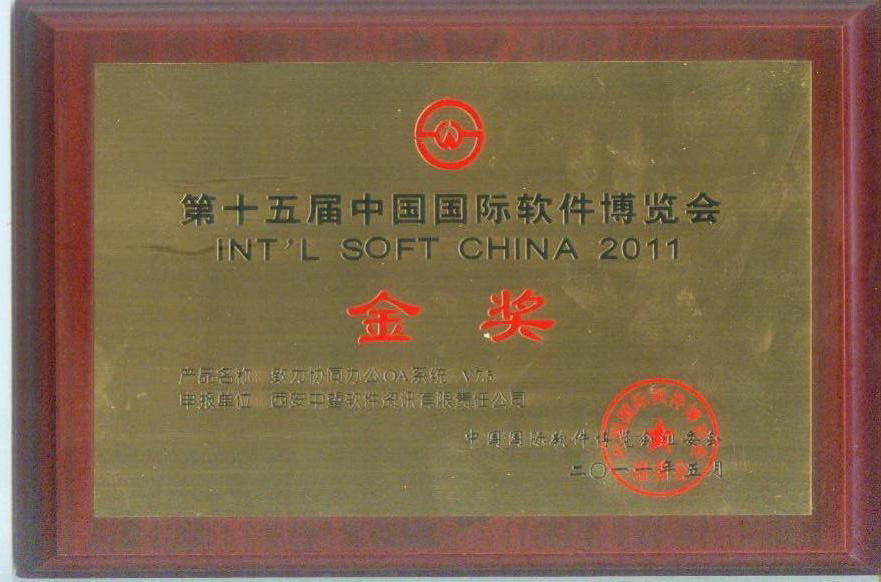 第十五届中国国际软件博览会
INT'L SOFT CHINA 2011
金奖
产品名称：致力协同办公OA系统 V7.5
申报单位：西安中望软件资讯有限责任公司
中国国际软件博览会组委会
二〇一一年五月